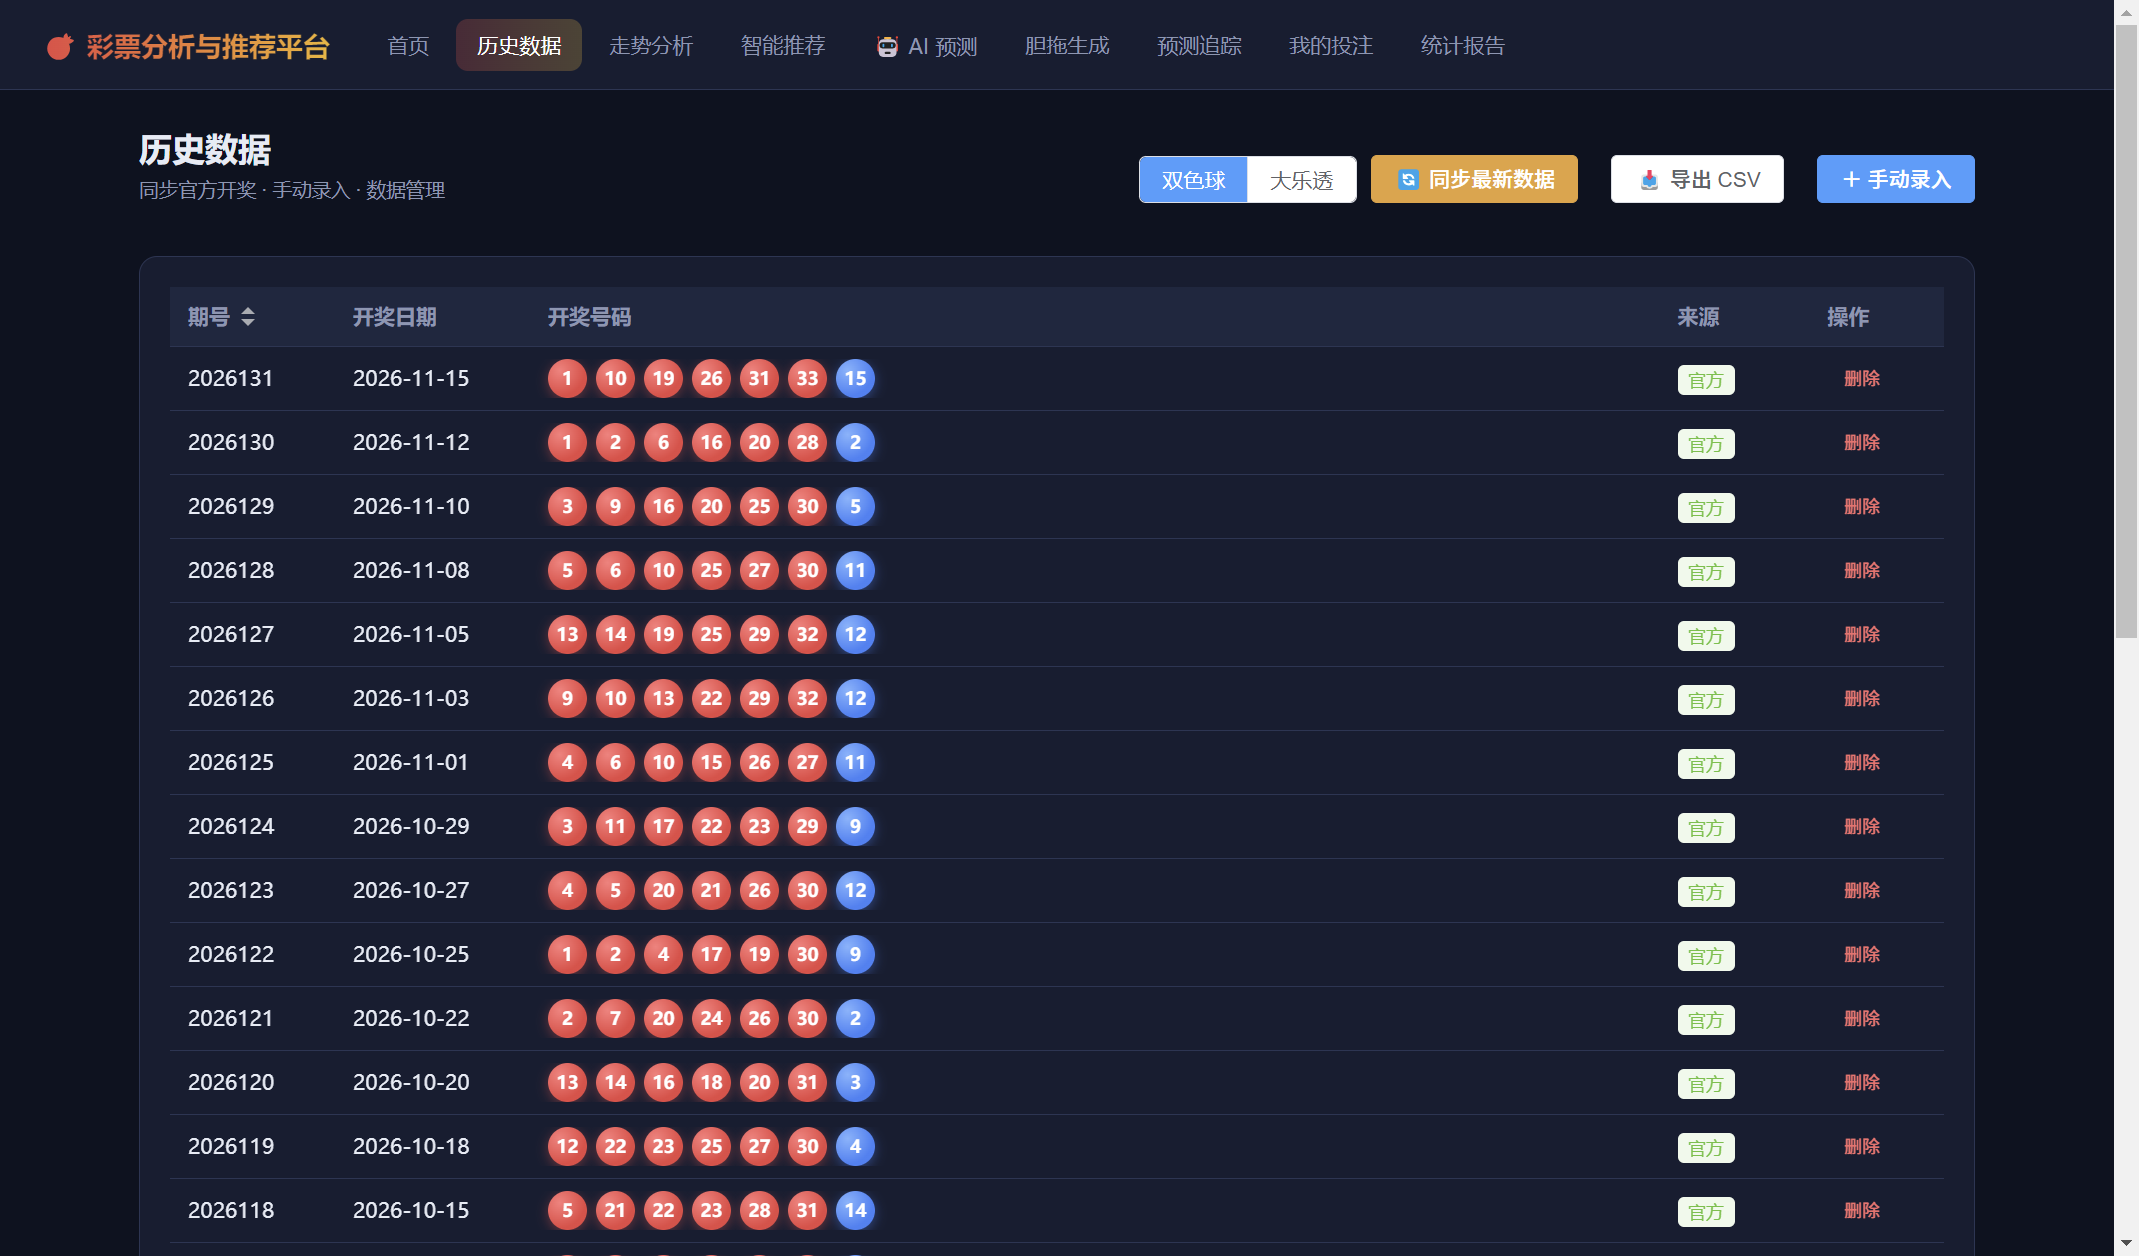 彩票分析与推荐平台 首页 历史数据 走势分析 智能推荐 AI 预测 胆拖生成 预测追踪 我的投注 统计报告
历史数据
同步官方开奖 · 手动录入 · 数据管理
双色球 大乐透 同步最新数据 导出 CSV + 手动录入
期号 开奖日期 开奖号码 来源 操作
2026131 2026-11-15 1 10 19 26 31 33 15 官方 删除
2026130 2026-11-12 1 2 6 16 20 28 2 官方 删除
2026129 2026-11-10 3 9 16 20 25 30 5 官方 删除
2026128 2026-11-08 5 6 10 25 27 30 11 官方 删除
2026127 2026-11-05 13 14 19 25 29 32 12 官方 删除
2026126 2026-11-03 9 10 13 22 29 32 12 官方 删除
2026125 2026-11-01 4 6 10 15 26 27 11 官方 删除
2026124 2026-10-29 3 11 17 22 23 29 9 官方 删除
2026123 2026-10-27 4 5 20 21 26 30 12 官方 删除
2026122 2026-10-25 1 2 4 17 19 30 9 官方 删除
2026121 2026-10-22 2 7 20 24 26 30 2 官方 删除
2026120 2026-10-20 13 14 16 18 20 31 3 官方 删除
2026119 2026-10-18 12 22 23 25 27 30 4 官方 删除
2026118 2026-10-15 5 21 22 23 28 31 14 官方 删除